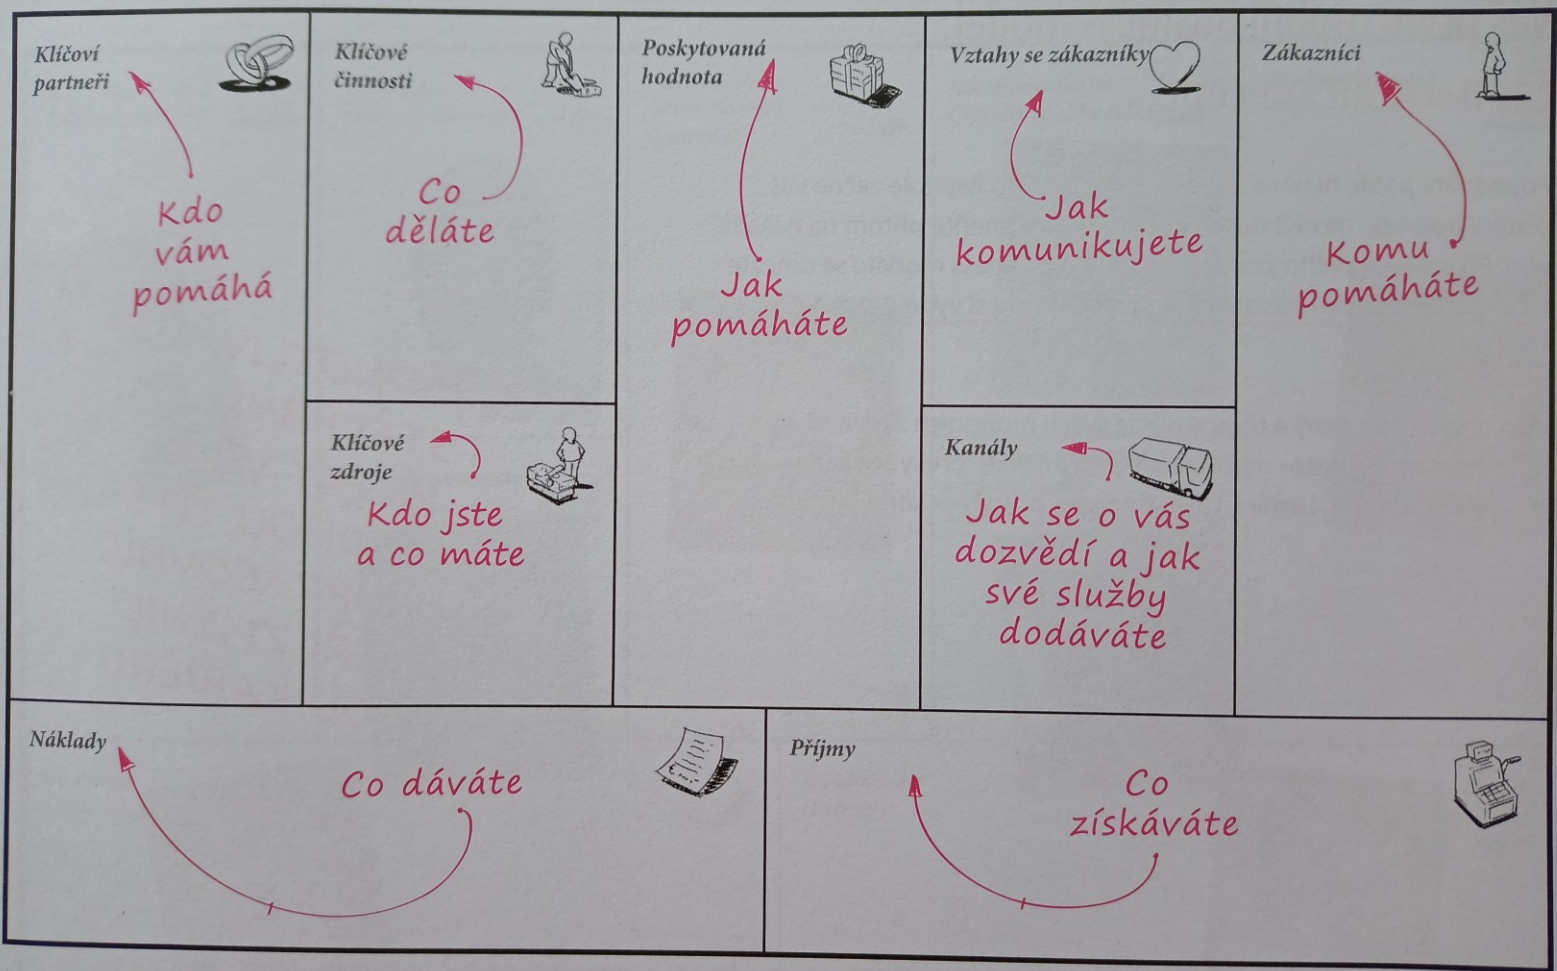 Klíčoví
partneři
Kdo
vám
pomáhá
Klíčové
činnosti
Co
děláte
Klíčové
zdroje
Kdo jste
a co máte
Poskytovaná
hodnota
Jak
pomáháte
Vztahy se zákazníky
Jak
komunikujete
Kanály
Jak se o vás
dozvědí a jak
své služby
dodáváte
Zákazníci
Komu
pomáháte
Náklady
Co dáváte
Příjmy
Co
získáváte